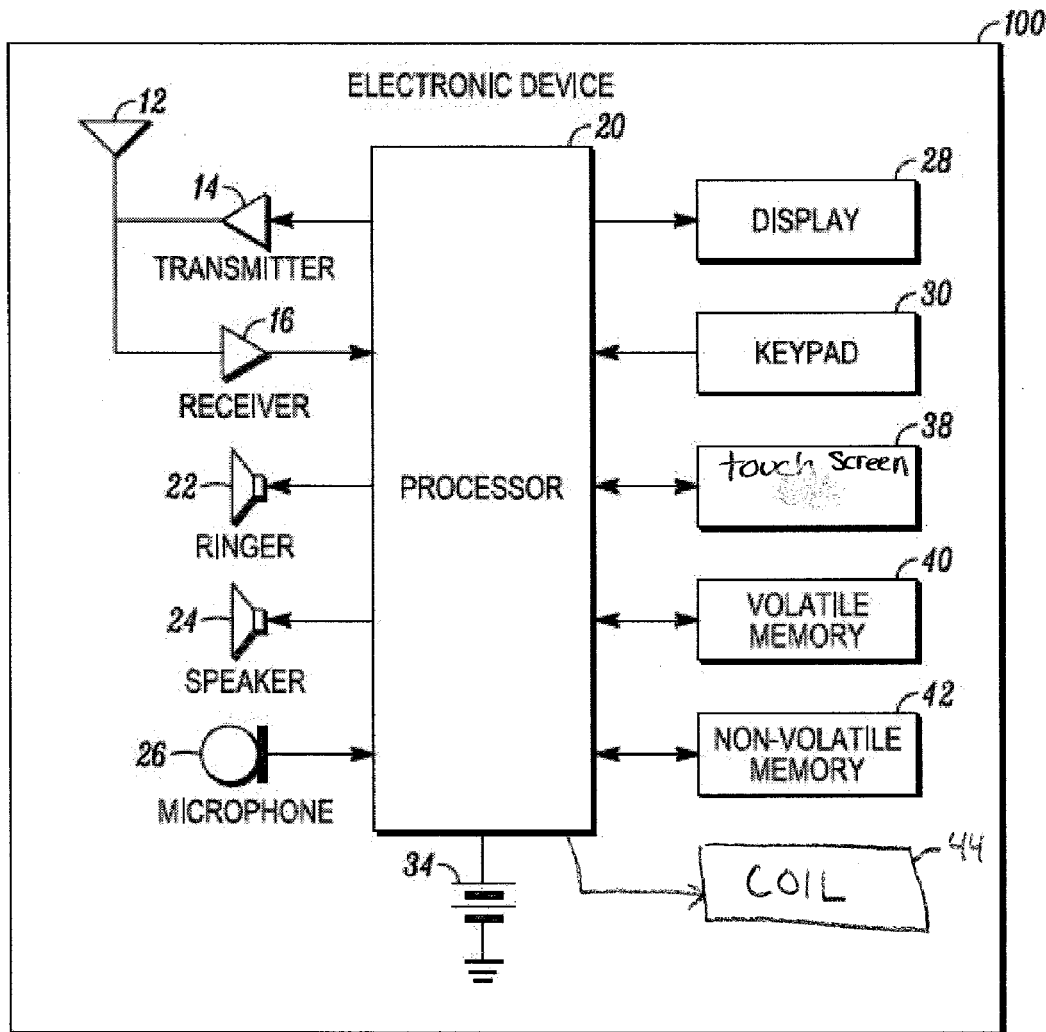 100
ELECTRONIC DEVICE
12
20
28
14
DISPLAY
TRANSMITTER
30
16
KEYPAD
RECEIVER
38
touch screen
22
PROCESSOR
RINGER
40
VOLATILE
MEMORY
24
SPEAKER
42
NON-VOLATILE
MEMORY
26
MICROPHONE
34
COIL
44